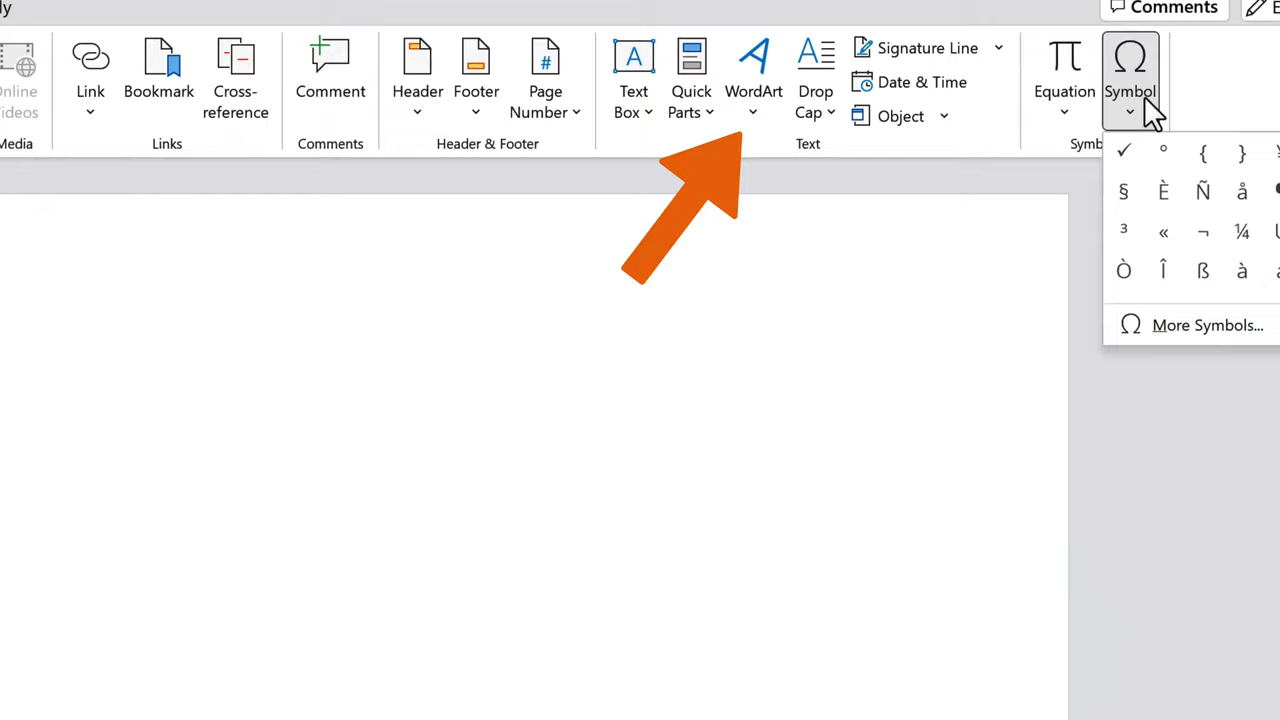 ly
Comments
Online Videos
Link
Bookmark
Cross-reference
Comment
Header
Footer
Page Number
Text Box
Quick Parts
WordArt
Drop Cap
Signature Line
Date & Time
Object
Equation
Symbol
Media
Links
Comments
Header & Footer
Text
Symb
✓ ° { } ¥
§ È Ñ å
³ « ¬ ¼
Ò Î ß à
More Symbols...